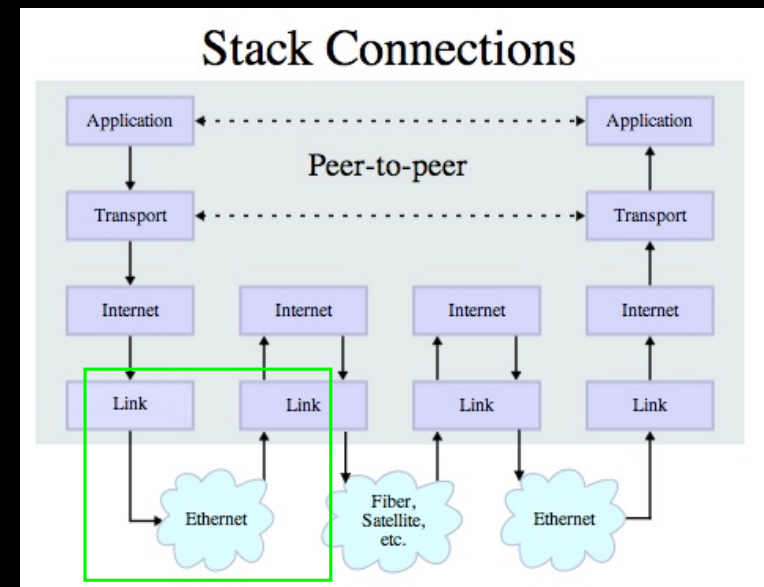 Stack Connections
Application
Application
Peer-to-peer
Transport
Transport
Internet
Internet
Internet
Internet
Link
Link
Link
Link
Ethernet
Fiber,
Satellite,
etc.
Ethernet